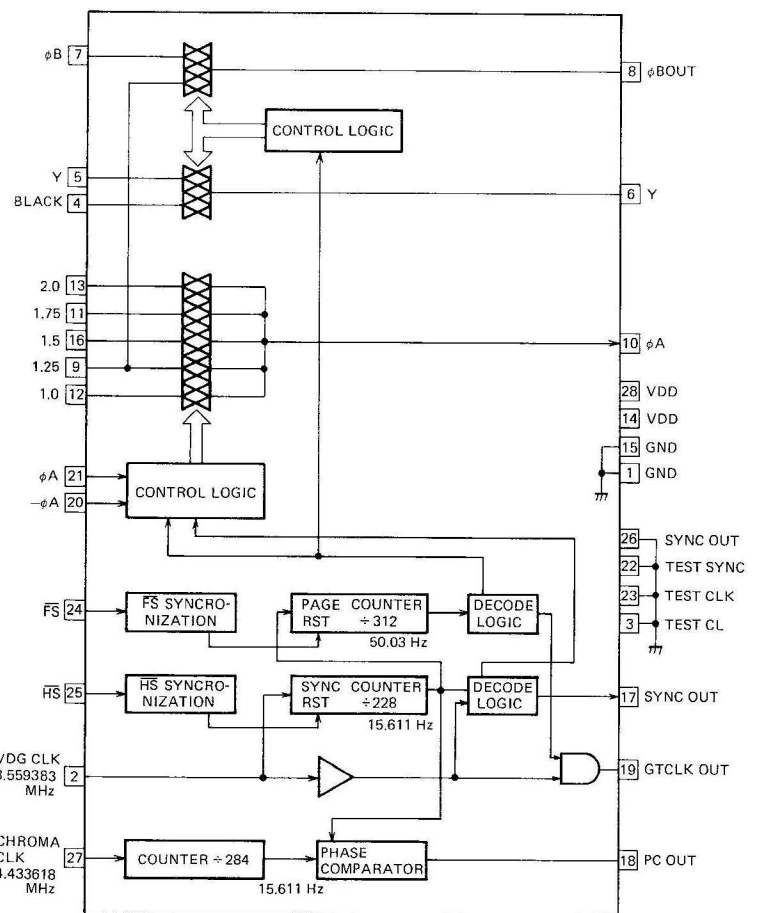 φB 7
8 φBOUT
CONTROL LOGIC
Y 5
BLACK 4
6 Y
2.0 13
1.75 11
1.5 16
1.25 9
1.0 12
10 φA
28 VDD
14 VDD
15 GND
1 GND
φA 21
−φA 20
CONTROL LOGIC
26 SYNC OUT
22 TEST SYNC
23 TEST CLK
3 TEST CL
F̅S̅ 24
F̅S̅ SYNCRO-
NIZATION
PAGE COUNTER
RST ÷312
50.03 Hz
DECODE
LOGIC
H̅S̅ 25
H̅S̅ SYNCRO-
NIZATION
SYNC COUNTER
RST ÷228
15.611 Hz
DECODE
LOGIC
17 SYNC OUT
VDG CLK
3.559383
MHz
2
19 GTCLK OUT
CHROMA
CLK
4.433618
MHz
27
COUNTER ÷284
15.611 Hz
PHASE
COMPARATOR
18 PC OUT